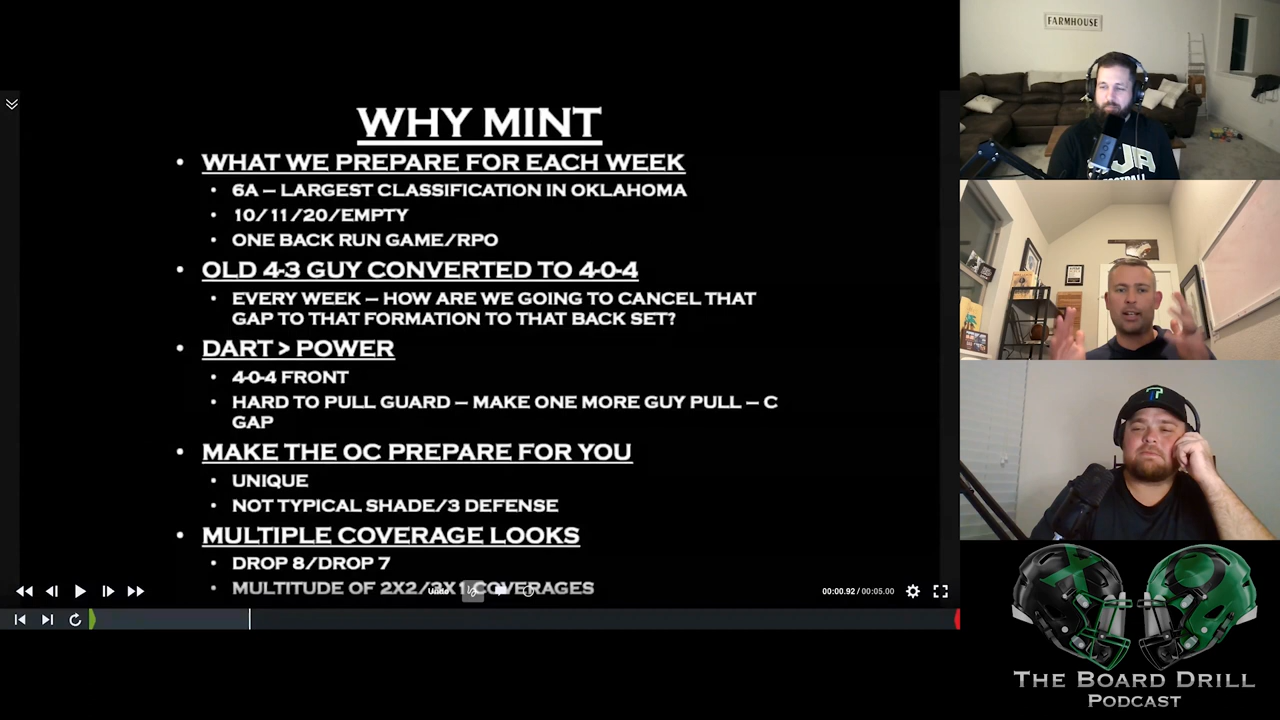 WHY MINT
• WHAT WE PREPARE FOR EACH WEEK
• 6A – LARGEST CLASSIFICATION IN OKLAHOMA
• 10/11/20/EMPTY
• ONE BACK RUN GAME/RPO
• OLD 4-3 GUY CONVERTED TO 4-0-4
• EVERY WEEK – HOW ARE WE GOING TO CANCEL THAT
GAP TO THAT FORMATION TO THAT BACK SET?
• DART > POWER
• 4-0-4 FRONT
• HARD TO PULL GUARD – MAKE ONE MORE GUY PULL – C
GAP
• MAKE THE OC PREPARE FOR YOU
• UNIQUE
• NOT TYPICAL SHADE/3 DEFENSE
• MULTIPLE COVERAGE LOOKS
• DROP 8/DROP 7
• MULTITUDE OF 2X2/3X1 COVERAGES
00:00.92 / 00:05.00
FARMHOUSE
THE BOARD DRILL
PODCAST